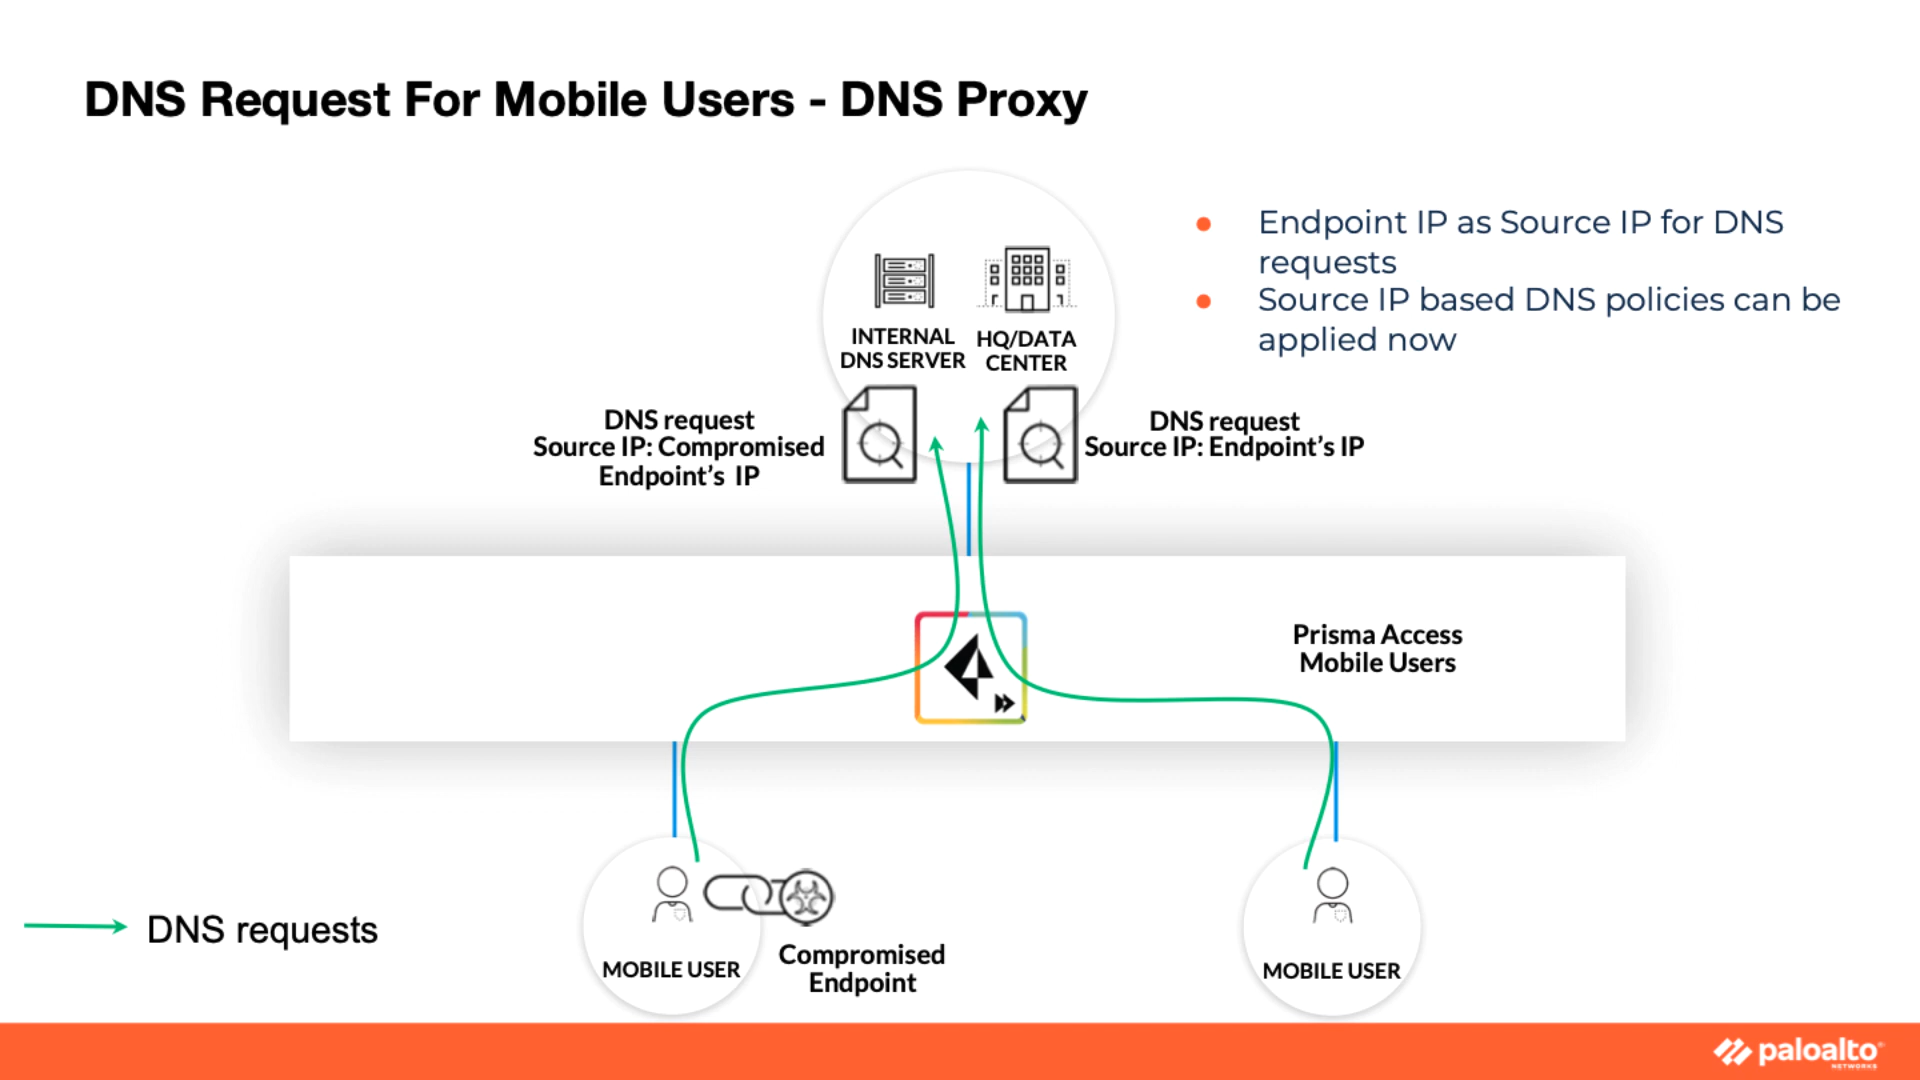 DNS Request For Mobile Users - DNS Proxy
Endpoint IP as Source IP for DNS
requests
Source IP based DNS policies can be
applied now
INTERNAL
DNS SERVER
HQ/DATA
CENTER
DNS request
Source IP: Compromised
Endpoint's IP
DNS request
Source IP: Endpoint's IP
Prisma Access
Mobile Users
DNS requests
MOBILE USER
Compromised
Endpoint
MOBILE USER
paloalto
NETWORKS